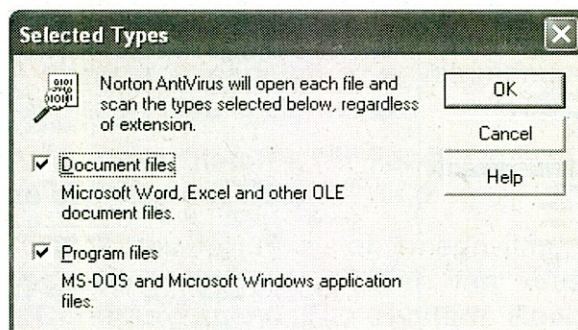 Selected Types
Norton AntiVirus will open each file and
scan the types selected below, regardless
of extension.
OK
Cancel
Help
Document files
Microsoft Word, Excel and other OLE
document files.
Program files
MS-DOS and Microsoft Windows application
files.